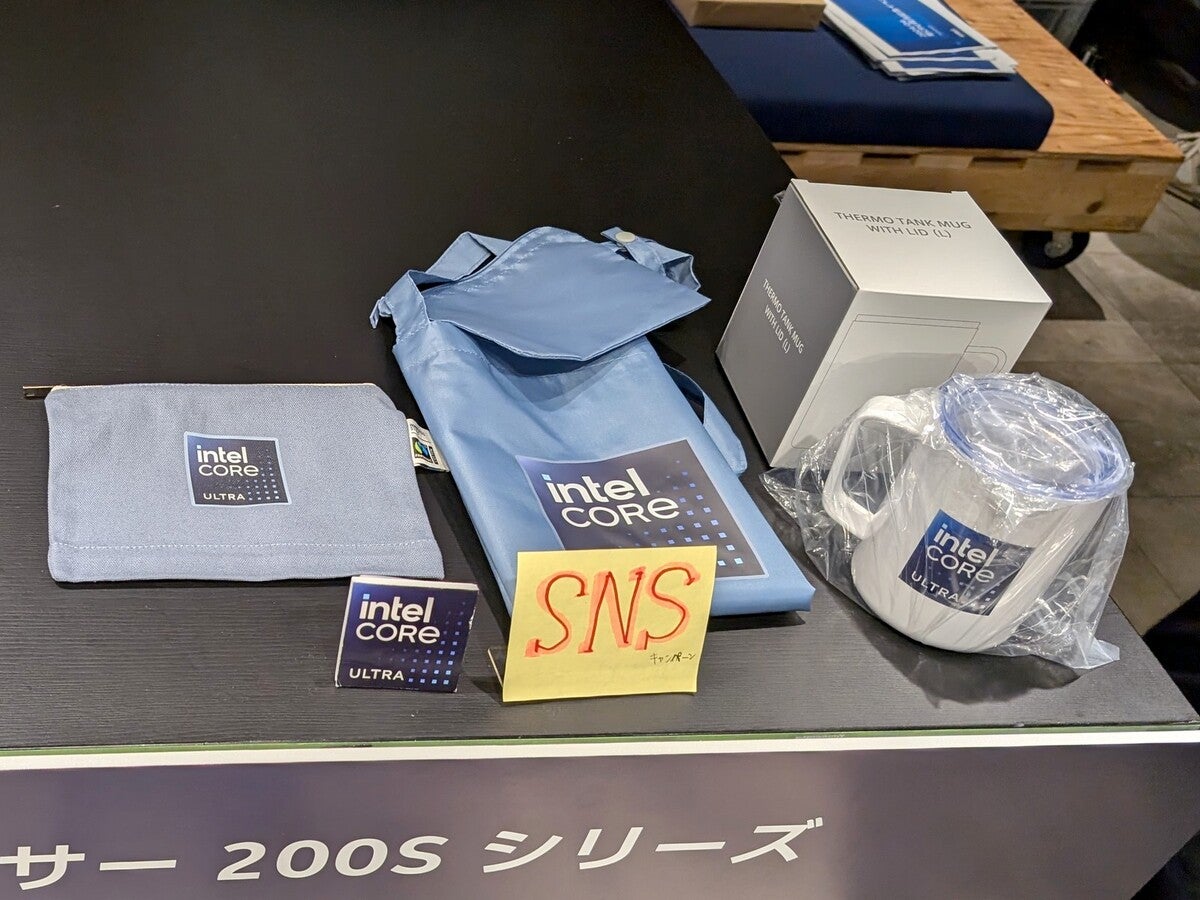 THERMO TANK MUG
WITH LID (L)
THERMO TANK MUG
WITH LID (L)
intel
CORE
ULTRA
intel
CORE
intel
CORE
ULTRA
intel
CORE
ULTRA
SNS
キャンペーン
サー 200S シリーズ